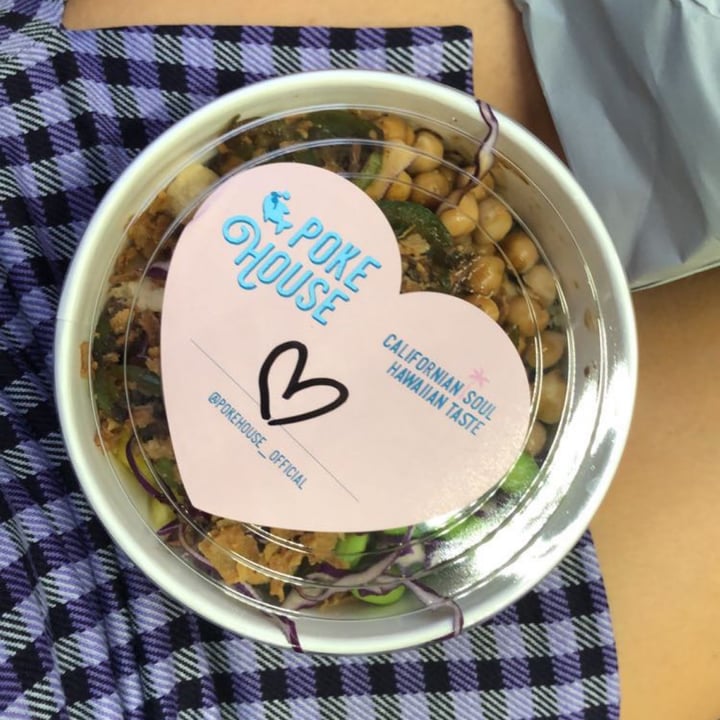 POKE
HOUSE
CALIFORNIAN SOUL
HAWAIIAN TASTE
@POKEHOUSE_OFFICIAL